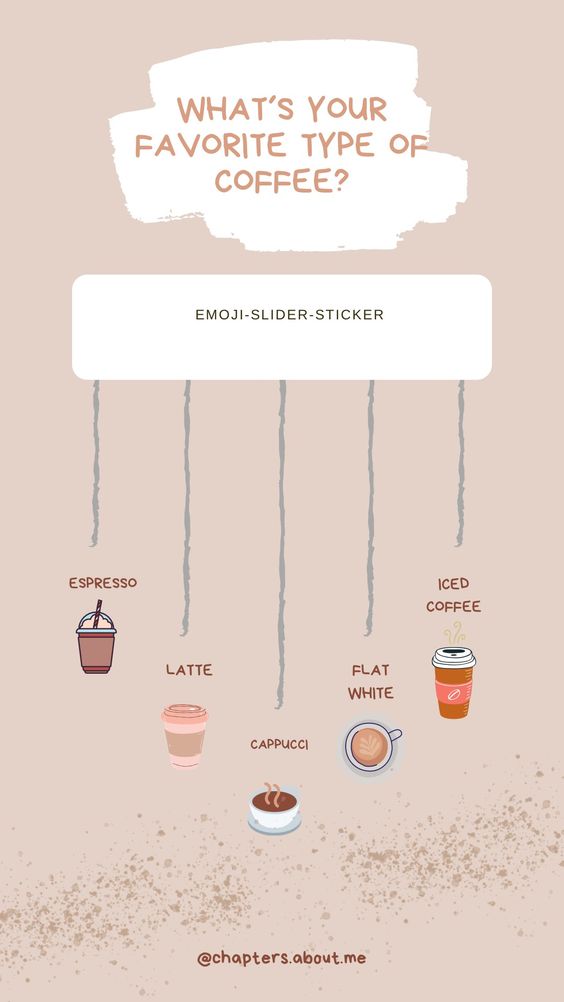 WHAT'S YOUR
FAVORITE TYPE OF
COFFEE?
EMOJI-SLIDER-STICKER
ESPRESSO
LATTE
CAPPUCCI
FLAT
WHITE
ICED
COFFEE
@chapters.about.me